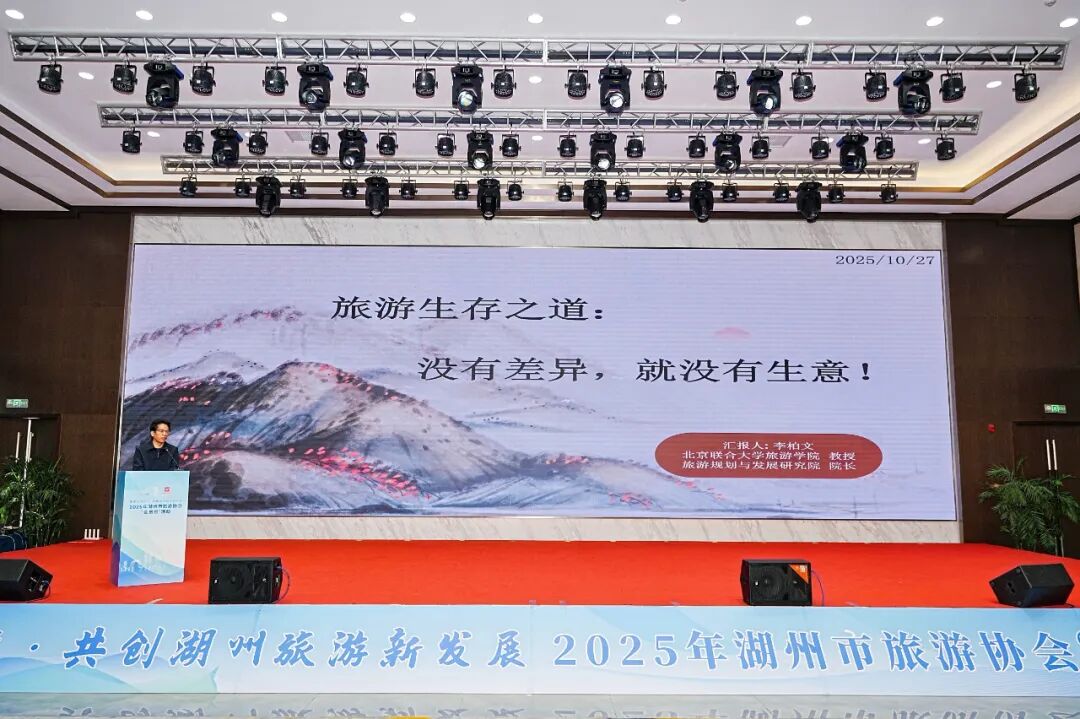 2025/10/27
旅游生存之道：
没有差异，就没有生意！
汇报人:李柏文
北京联合大学旅游学院 教授
旅游规划与发展研究院 院长
2025年湖州市旅游协会
·共创湖州旅游新发展 2025年湖州市旅游协会